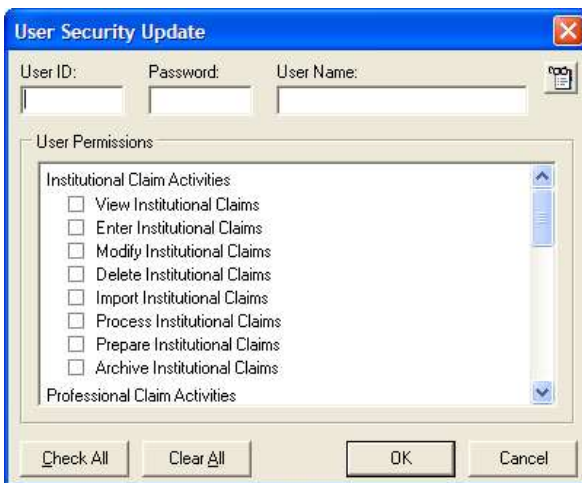 User Security Update
User ID: Password: User Name:
User Permissions
Institutional Claim Activities
View Institutional Claims
Enter Institutional Claims
Modify Institutional Claims
Delete Institutional Claims
Import Institutional Claims
Process Institutional Claims
Prepare Institutional Claims
Archive Institutional Claims
Professional Claim Activities
Check All Clear All OK Cancel